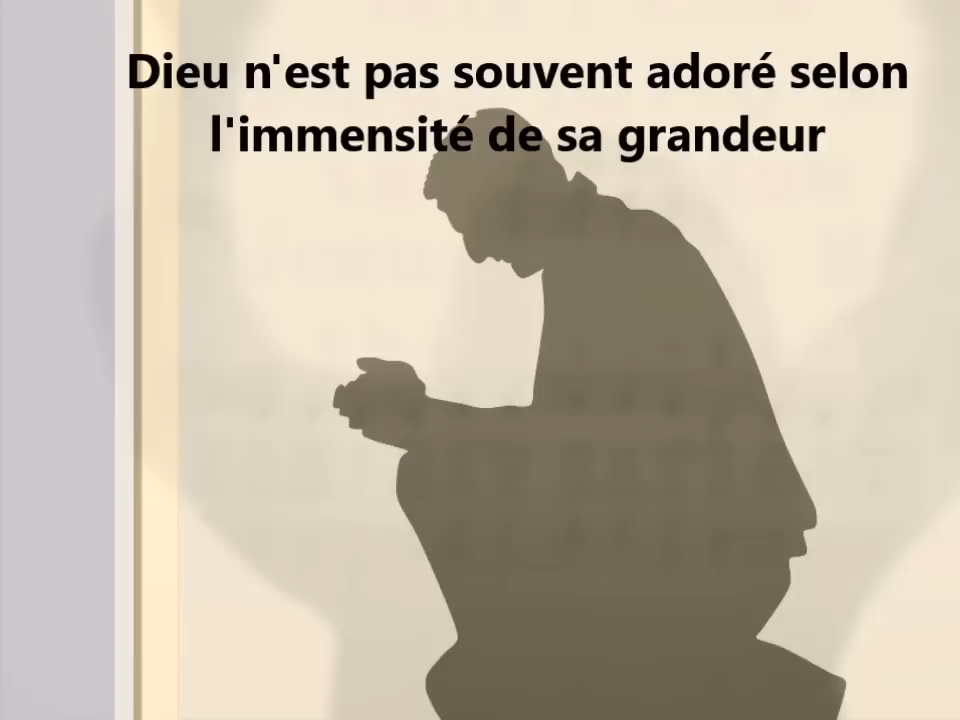 Dieu n'est pas souvent adoré selon
l'immensité de sa grandeur